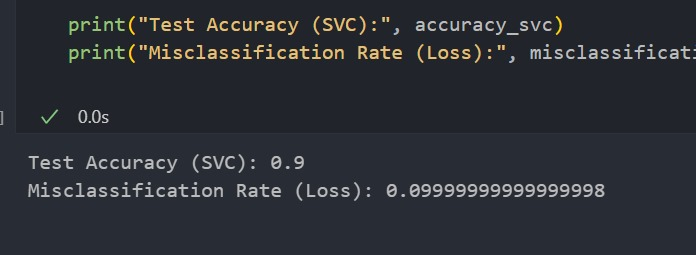 print("Test Accuracy (SVC):", accuracy_svc)
print("Misclassification Rate (Loss):", misclassificati
]
✓ 0.0s
Test Accuracy (SVC): 0.9
Misclassification Rate (Loss): 0.09999999999999998